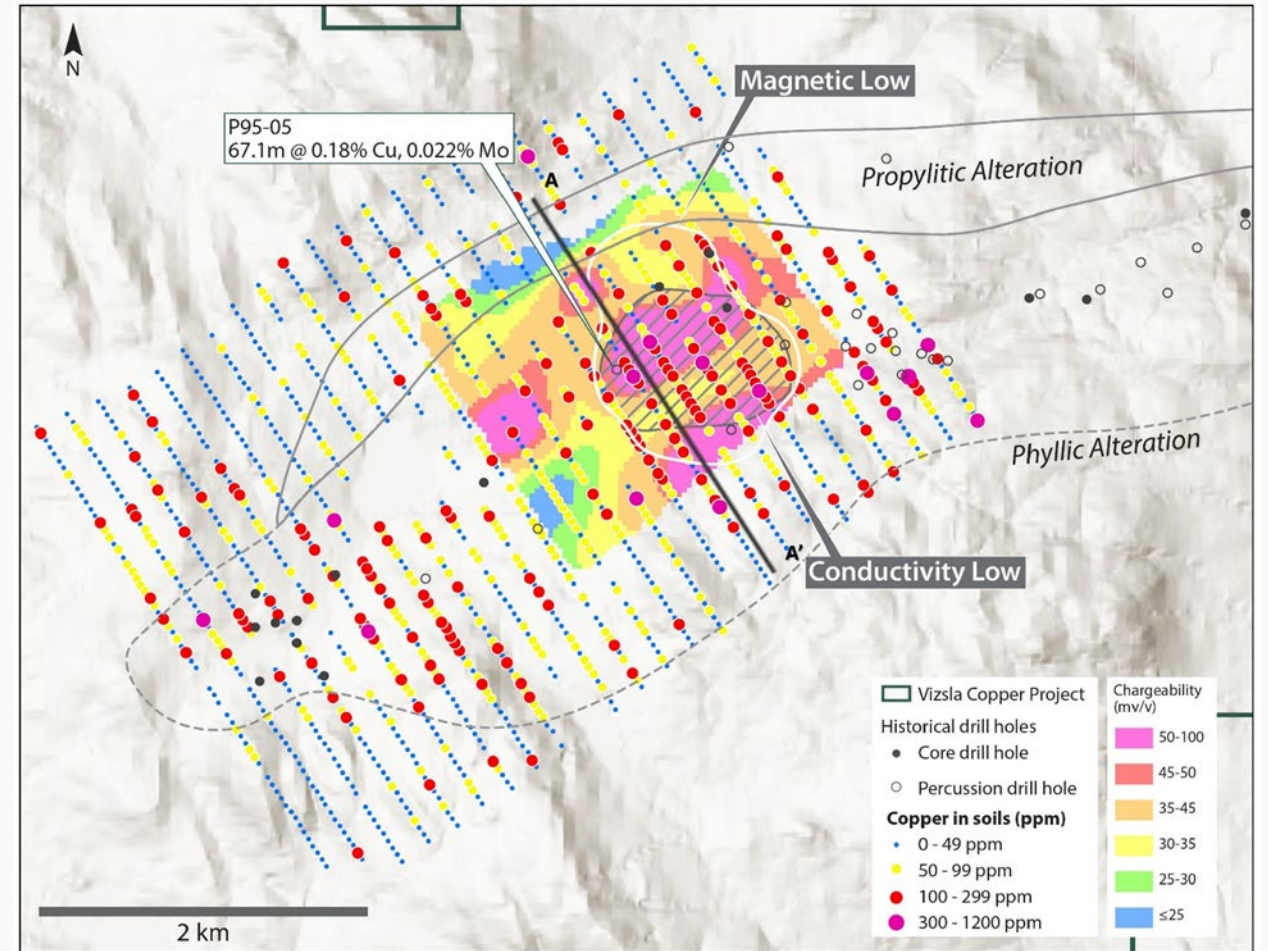 N
Magnetic Low
P95-05
67.1m @ 0.18% Cu, 0.022% Mo
A
Propylitic Alteration
Phyllic Alteration
A'
Conductivity Low
Vizsla Copper Project
Historical drill holes
Core drill hole
Percussion drill hole
Copper in soils (ppm)
0 - 49 ppm
50 - 99 ppm
100 - 299 ppm
300 - 1200 ppm
Chargeability
(mv/v)
50-100
45-50
35-45
30-35
25-30
≤25
2 km